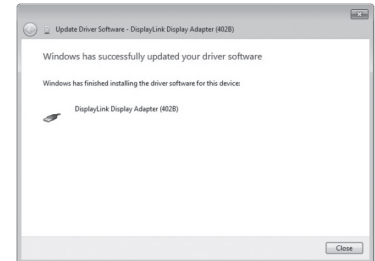 Update Driver Software - DisplayLink Display Adapter (402B)
Windows has successfully updated your driver software
Windows has finished installing the driver software for this device:
DisplayLink Display Adapter (402B)
Close